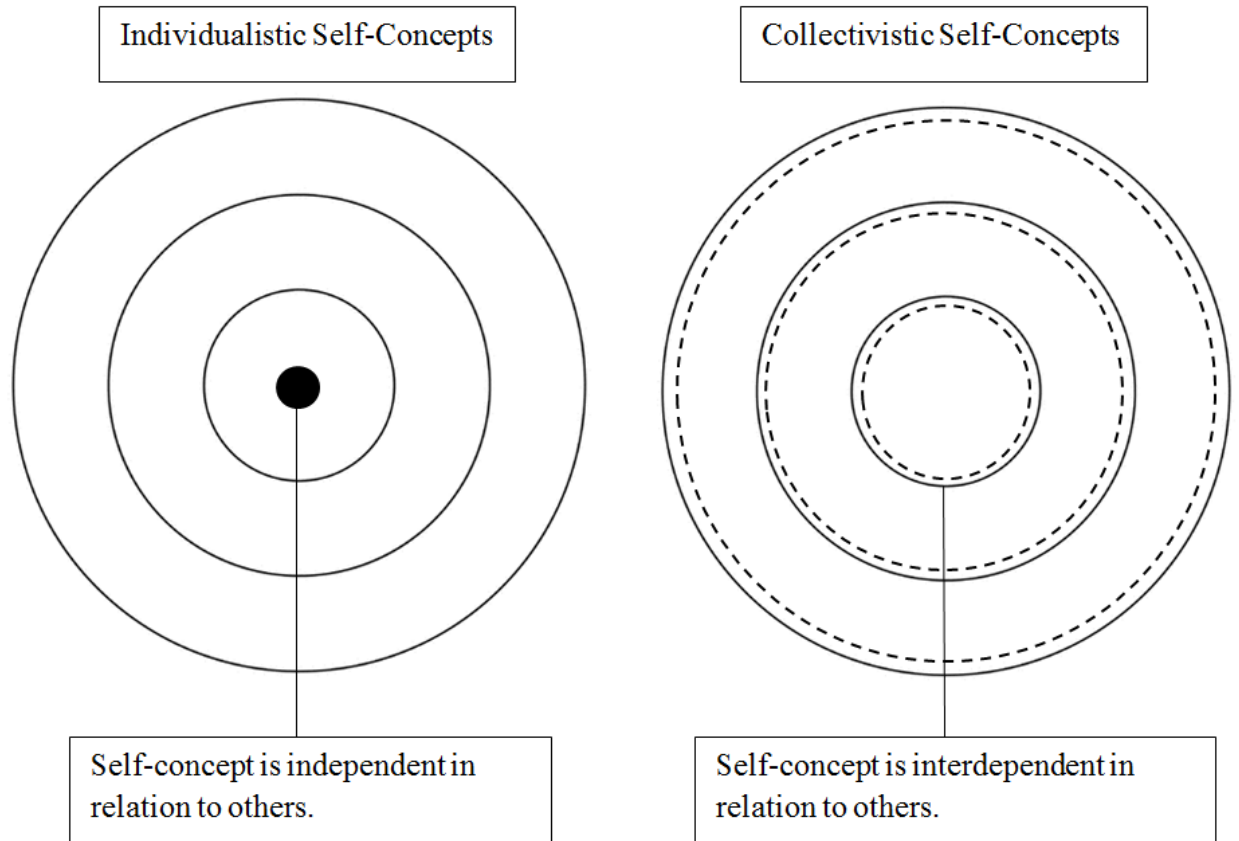 Individualistic Self-Concepts
Collectivistic Self-Concepts
Self-concept is independent in
relation to others.
Self-concept is interdependent in
relation to others.